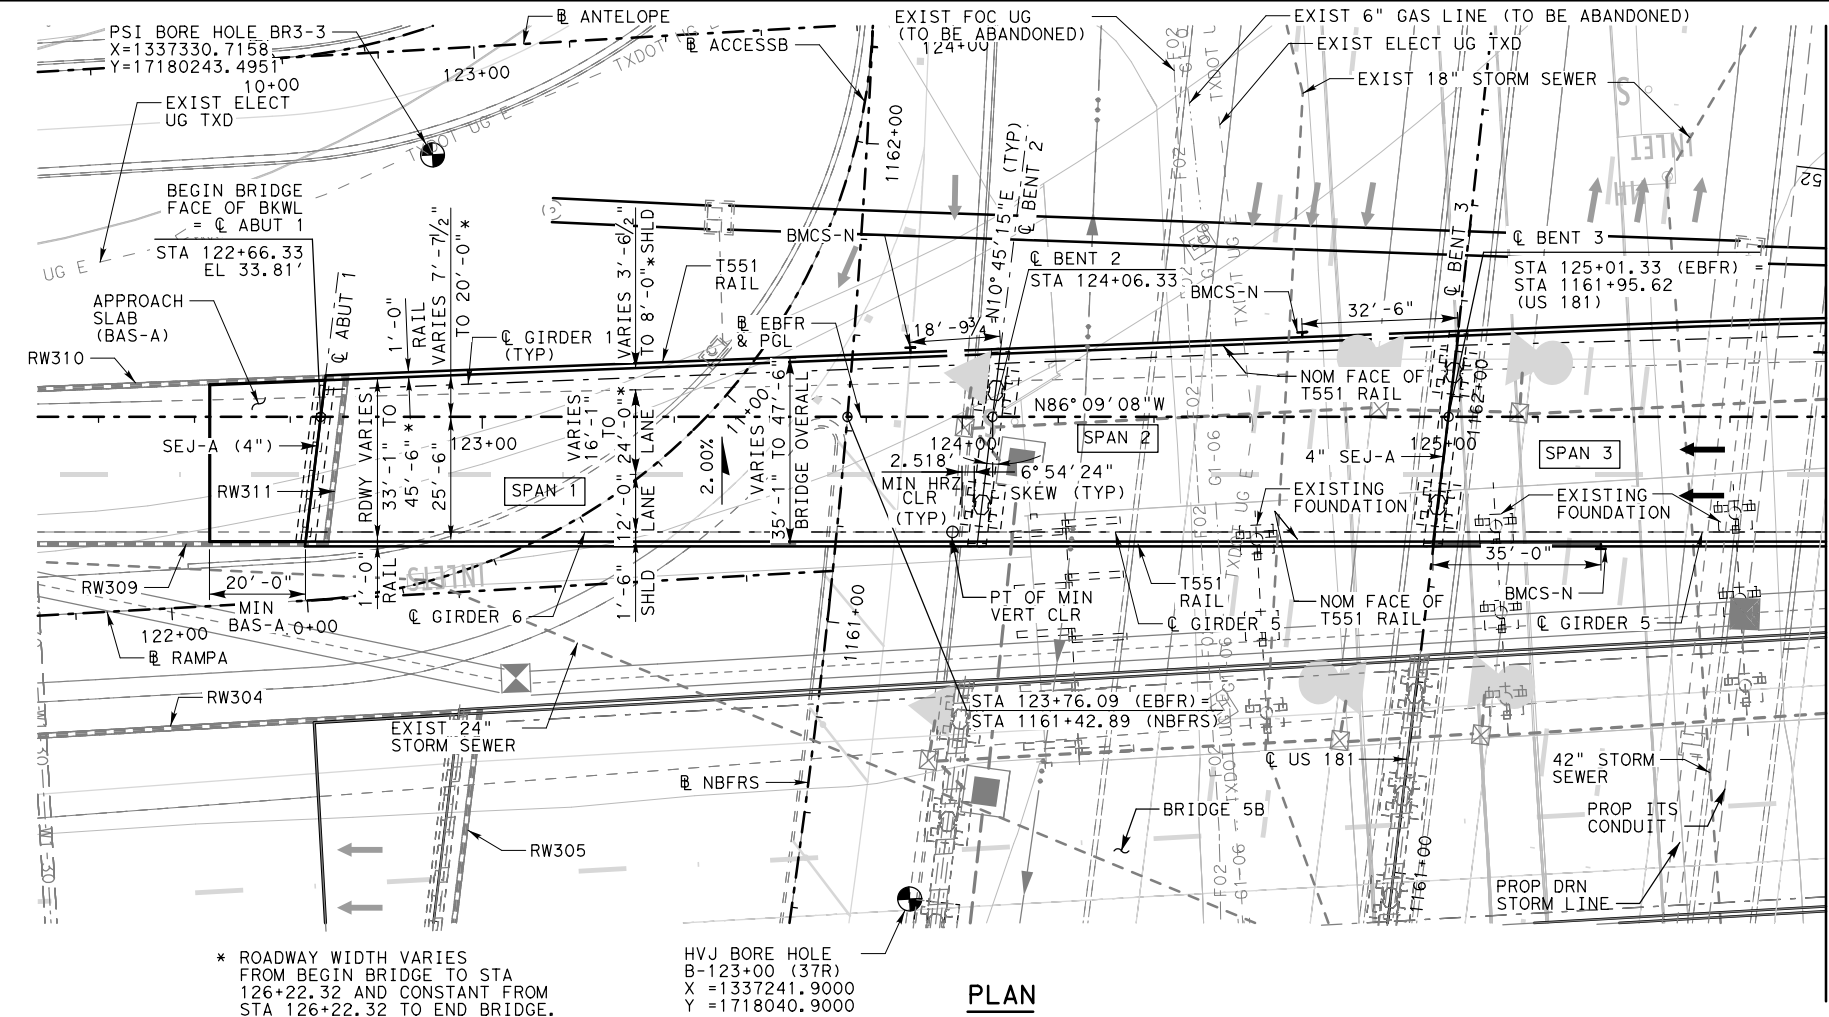 PSI BORE HOLE BR3-3
X=1337330.7158
Y=17180243.4951
10+00
EXIST ELECT
UG TXD
℄ ANTELOPE
123+00
TXDOT UG E
℄ ACCESSB
EXIST FOC UG
(TO BE ABANDONED)
124+00
EXIST 6" GAS LINE (TO BE ABANDONED)
EXIST ELECT UG TXD
EXIST 18" STORM SEWER
1162+00
INLET
52
BEGIN BRIDGE
FACE OF BKWL
= ℄ ABUT 1
STA 122+66.33
EL 33.81'
UG E
APPROACH
SLAB
(BAS-A)
RW310
℄ ABUT 1
1'-0"
RAIL
VARIES 7'-7½"
TO 20'-0"*
℄ GIRDER 1
(TYP)
VARIES 3'-6½"
TO 8'-0"*SHLD
T551
RAIL
BMCS-N
℄ EBFR
& PGL
18'-9¾"
N10°45'15"E (TYP)
℄ BENT 2
℄ BENT 2
STA 124+06.33
BMCS-N
32'-6"
℄ BENT 3
℄ BENT 3
STA 125+01.33 (EBFR) =
STA 1161+95.62
(US 181)
NOM FACE OF
T551 RAIL
1162+00
N86°09'08"W
SEJ-A (4")
RW311
RDWY VARIES
33'-1" TO
45'-6"*
25'-6"
123+00
SPAN 1
VARIES
16'-1"
TO
24'-0"*
LANE
12'-0"
LANE
2.00%
11+00
VARIES
35'-1" TO 47'-6"
BRIDGE OVERALL
124+00
2.518'
MIN HRZ
CLR
(TYP)
SPAN 2
6°54'24"
SKEW (TYP)
125+00
4" SEJ-A
SPAN 3
EXISTING
FOUNDATION
EXISTING
FOUNDATION
35'-0"
BMCS-N
RW309
20'-0"
MIN
BAS-A
0+00
1'-0"
RAIL
INLETS
℄ GIRDER 6
1'-6"
SHLD
122+00
℄ RAMPA
RW304
1161+00
PT OF MIN
VERT CLR
T551
RAIL
℄ GIRDER 5
NOM FACE OF
T551 RAIL
℄ GIRDER 5
EXIST 24"
STORM SEWER
STA 123+76.09 (EBFR)=
STA 1161+42.89 (NBFRS)
℄ NBFRS
℄ US 181
BRIDGE 5B
42" STORM
SEWER
PROP ITS
CONDUIT
RW305
1161+00
PROP DRN
STORM LINE
* ROADWAY WIDTH VARIES
FROM BEGIN BRIDGE TO STA
126+22.32 AND CONSTANT FROM
STA 126+22.32 TO END BRIDGE.
HVJ BORE HOLE
B-123+00 (37R)
X =1337241.9000
Y =1718040.9000
PLAN